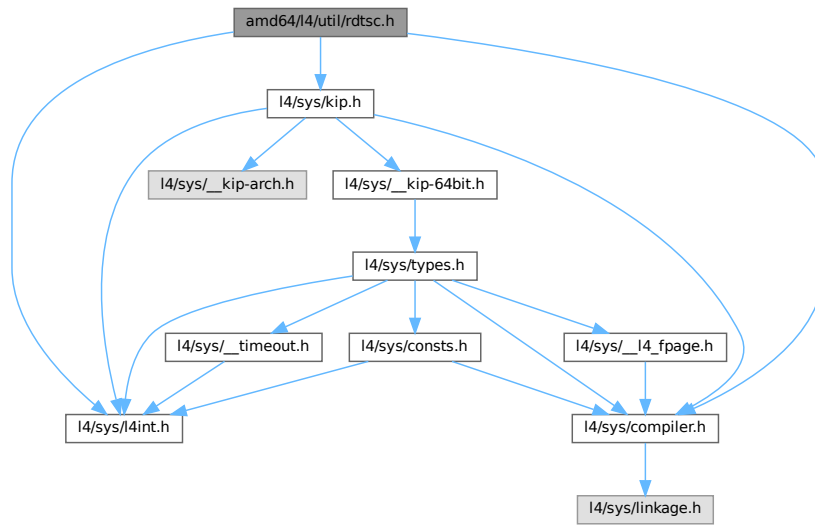 amd64/l4/util/rdtsc.h
l4/sys/kip.h
l4/sys/__kip-arch.h
l4/sys/__kip-64bit.h
l4/sys/types.h
l4/sys/__timeout.h
l4/sys/consts.h
l4/sys/__l4_fpage.h
l4/sys/l4int.h
l4/sys/compiler.h
l4/sys/linkage.h